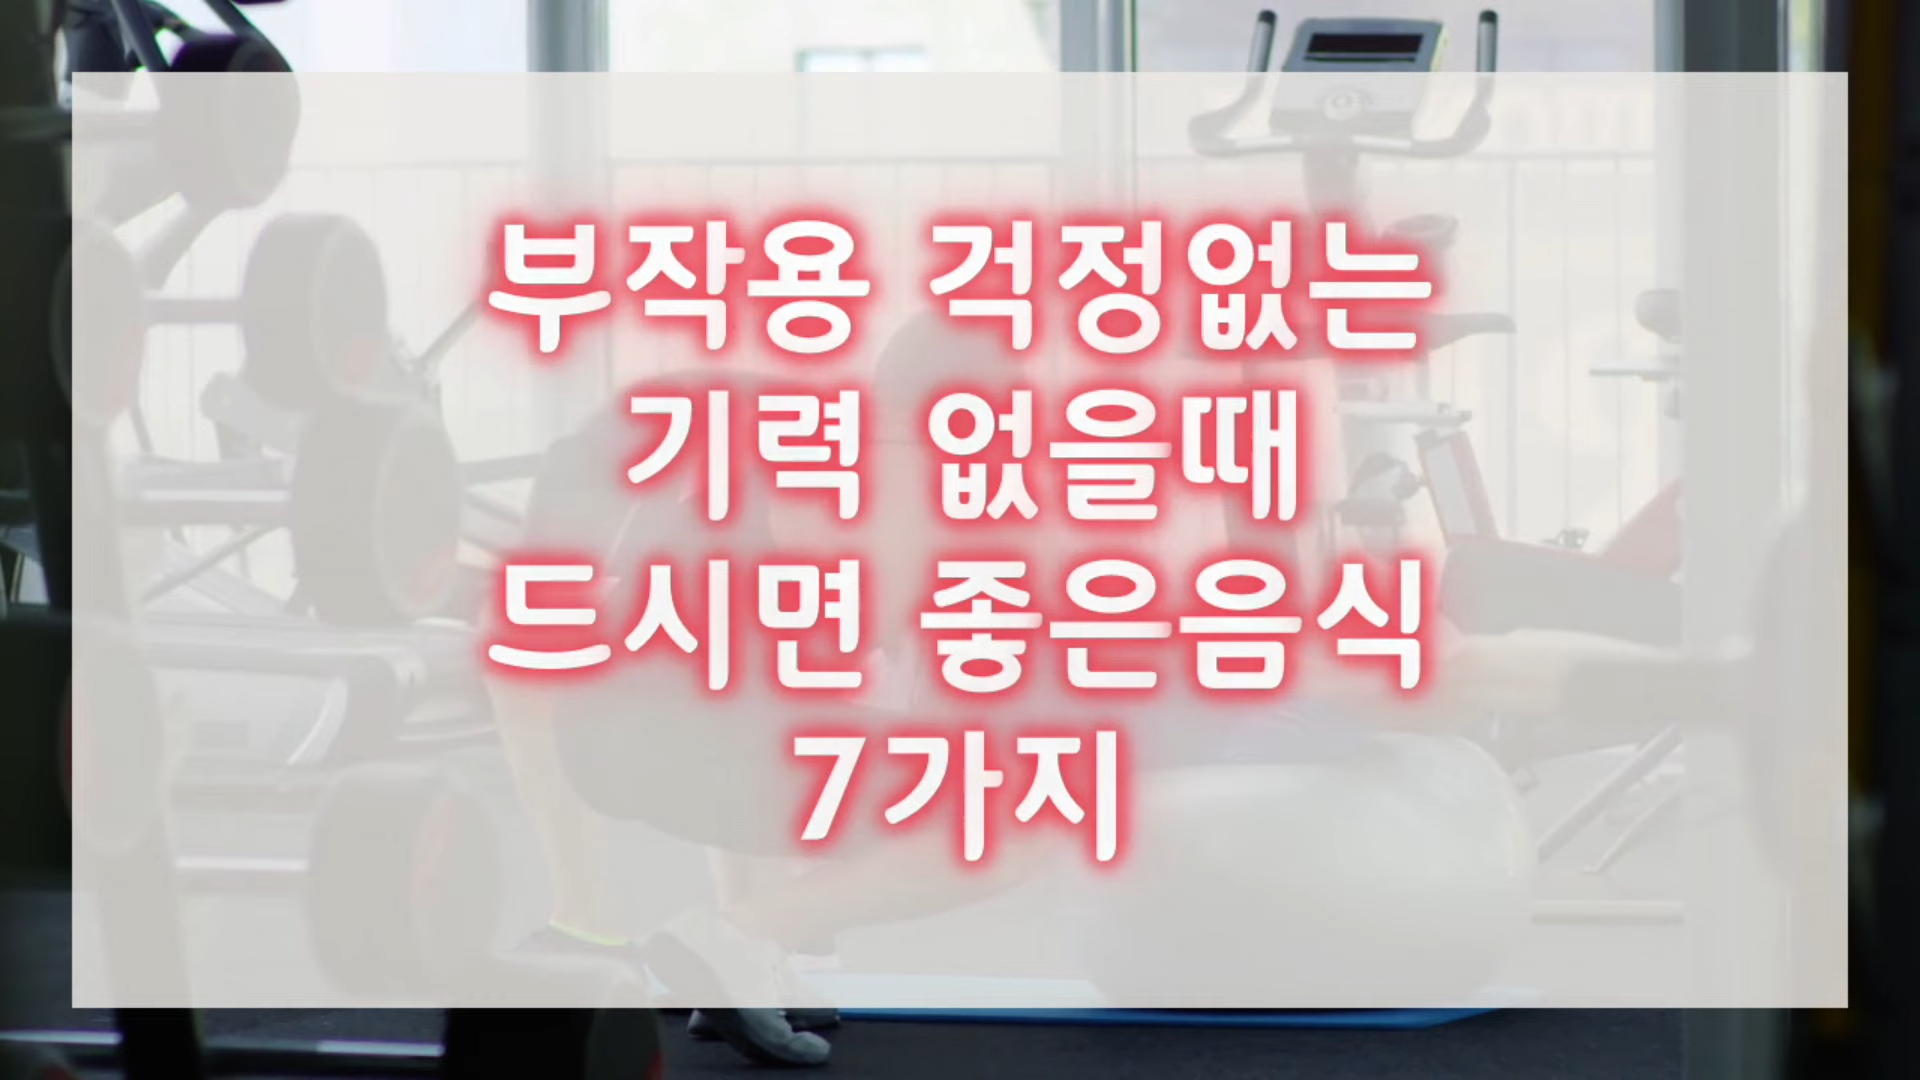 부작용 걱정없는
기력 없을때
드시면 좋은음식
7가지